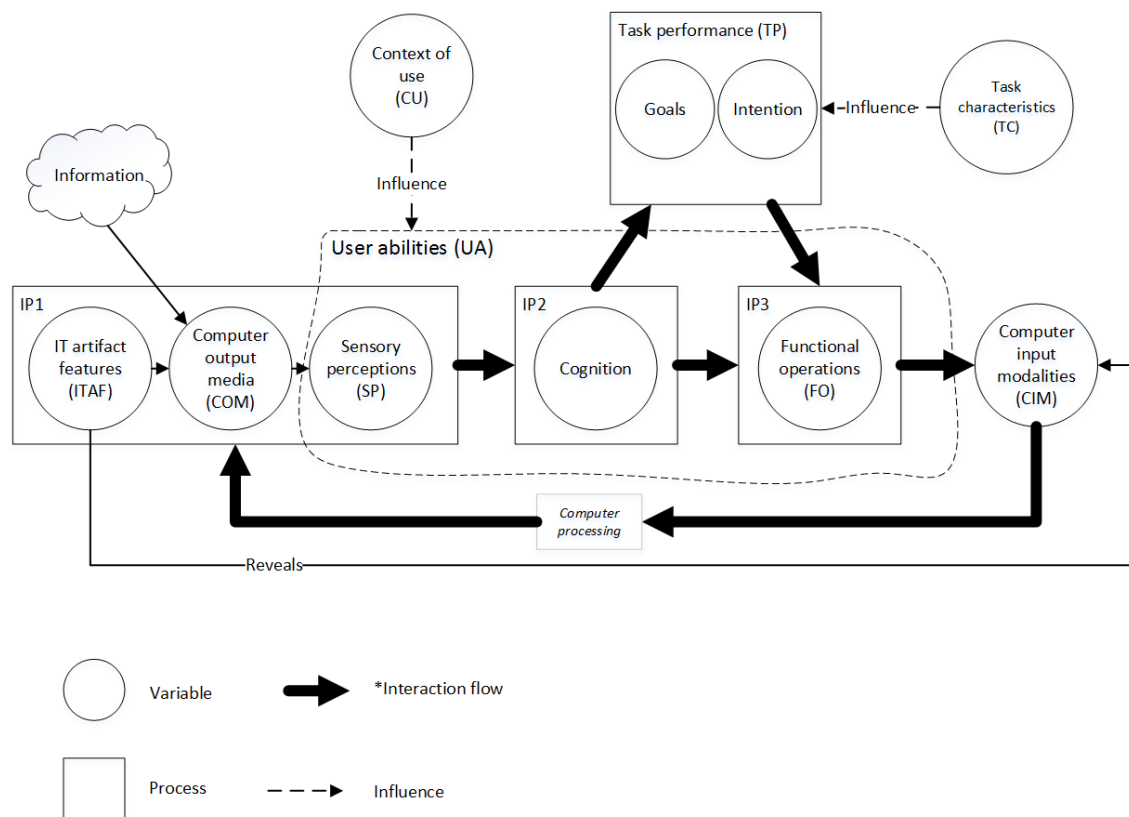 Task performance (TP)
Context of
use
(CU)
Goals
Intention
Influence
Task
characteristics
(TC)
Information
Influence
User abilities (UA)
IP1
IT artifact
features
(ITAF)
Computer
output
media
(COM)
Sensory
perceptions
(SP)
IP2
Cognition
IP3
Functional
operations
(FO)
Computer
input
modalities
(CIM)
Computer
processing
Reveals
Variable
*Interaction flow
Process
Influence